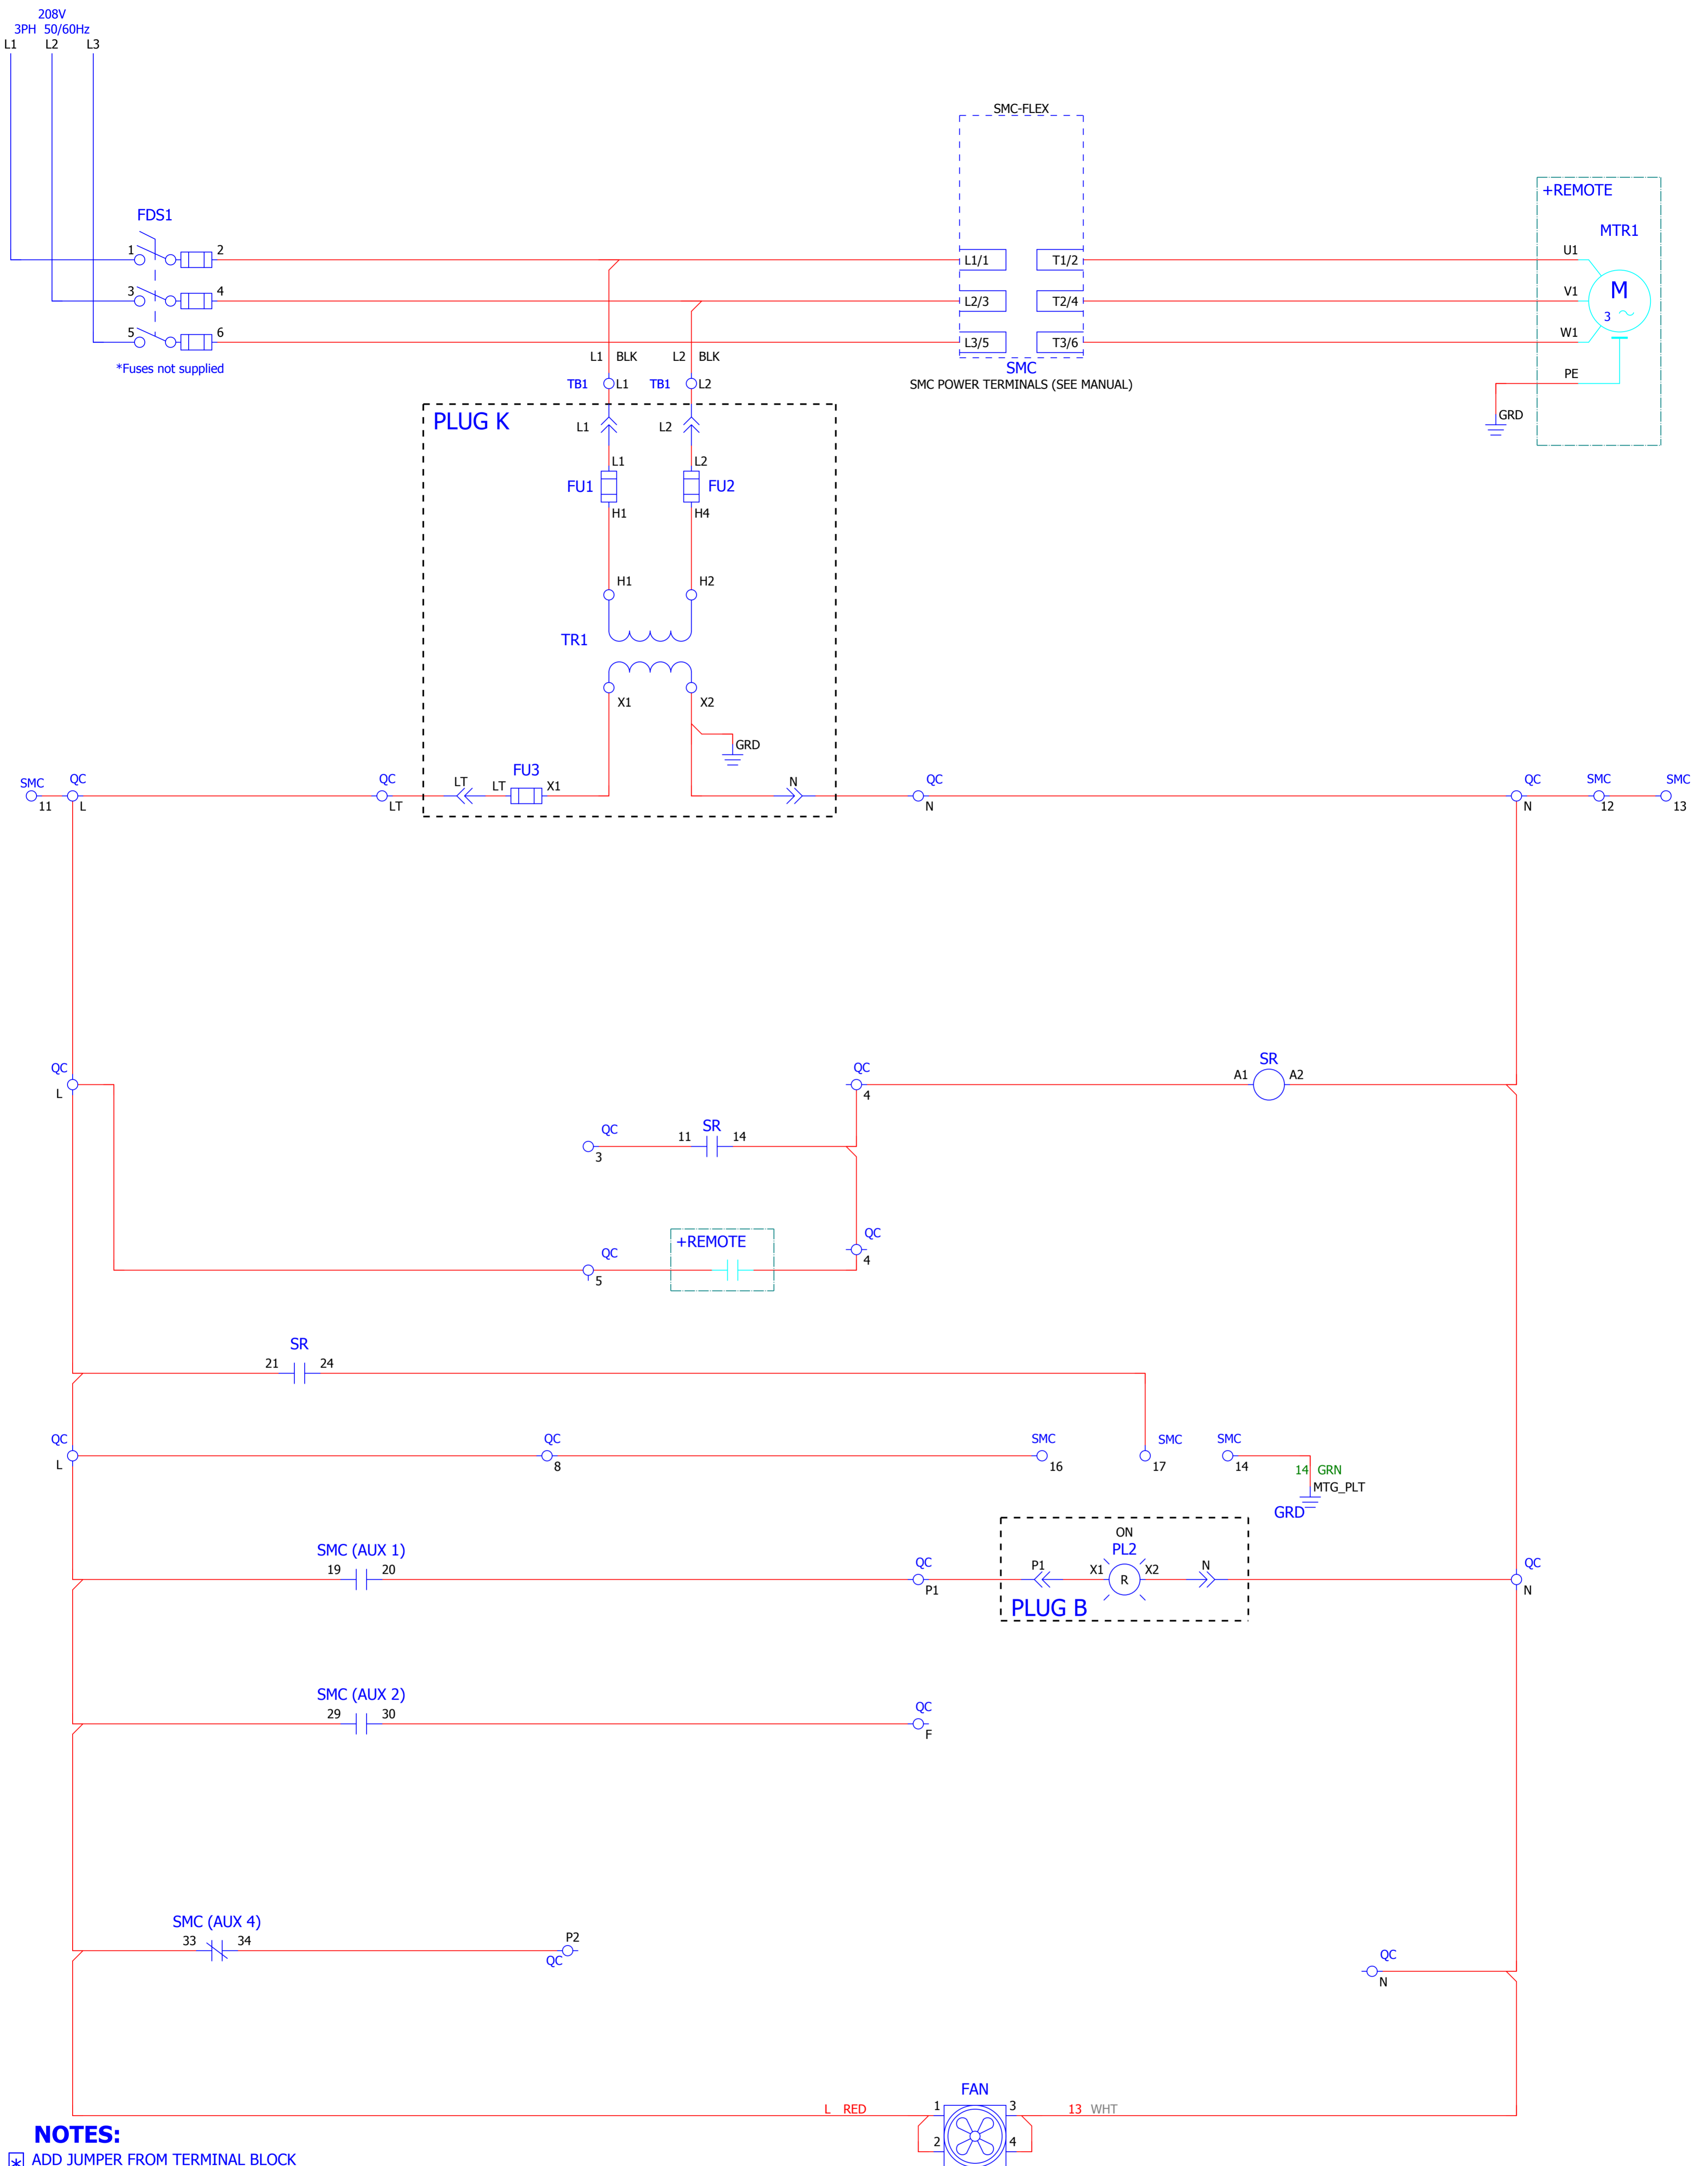 208V
3PH 50/60Hz
L1 L2 L3
SMC-FLEX
+REMOTE
FDS1
MTR1
1 2 L1/1 T1/2 U1
3 4 L2/3 T2/4 V1 M
3
5 6 L3/5 T3/6 W1
*Fuses not supplied
L1 BLK L2 BLK
SMC
SMC POWER TERMINALS (SEE MANUAL)
PE
TB1 L1 TB1 L2
GRD
PLUG K
L1 L2
L1 L2
FU1 FU2
H1 H4
H1 H2
TR1
X1 X2
GRD
SMC QC QC LT LT FU3 X1 N QC QC SMC SMC
11 L LT N N 12 13
QC QC SR
L 4 A1 A2
QC 11 SR 14
3
+REMOTE
QC QC
5 4
SR
21 24
QC QC SMC SMC SMC
L 8 16 17 14
14 GRN
MTG_PLT
GRD
ON
SMC (AUX 1) PL2
19 20 QC P1 X1 R X2 N QC
P1 N
PLUG B
SMC (AUX 2)
29 30 QC
F
SMC (AUX 4)
33 34 P2
QC
QC
N
FAN
L RED 1 3 13 WHT
2 4
NOTES:
* ADD JUMPER FROM TERMINAL BLOCK